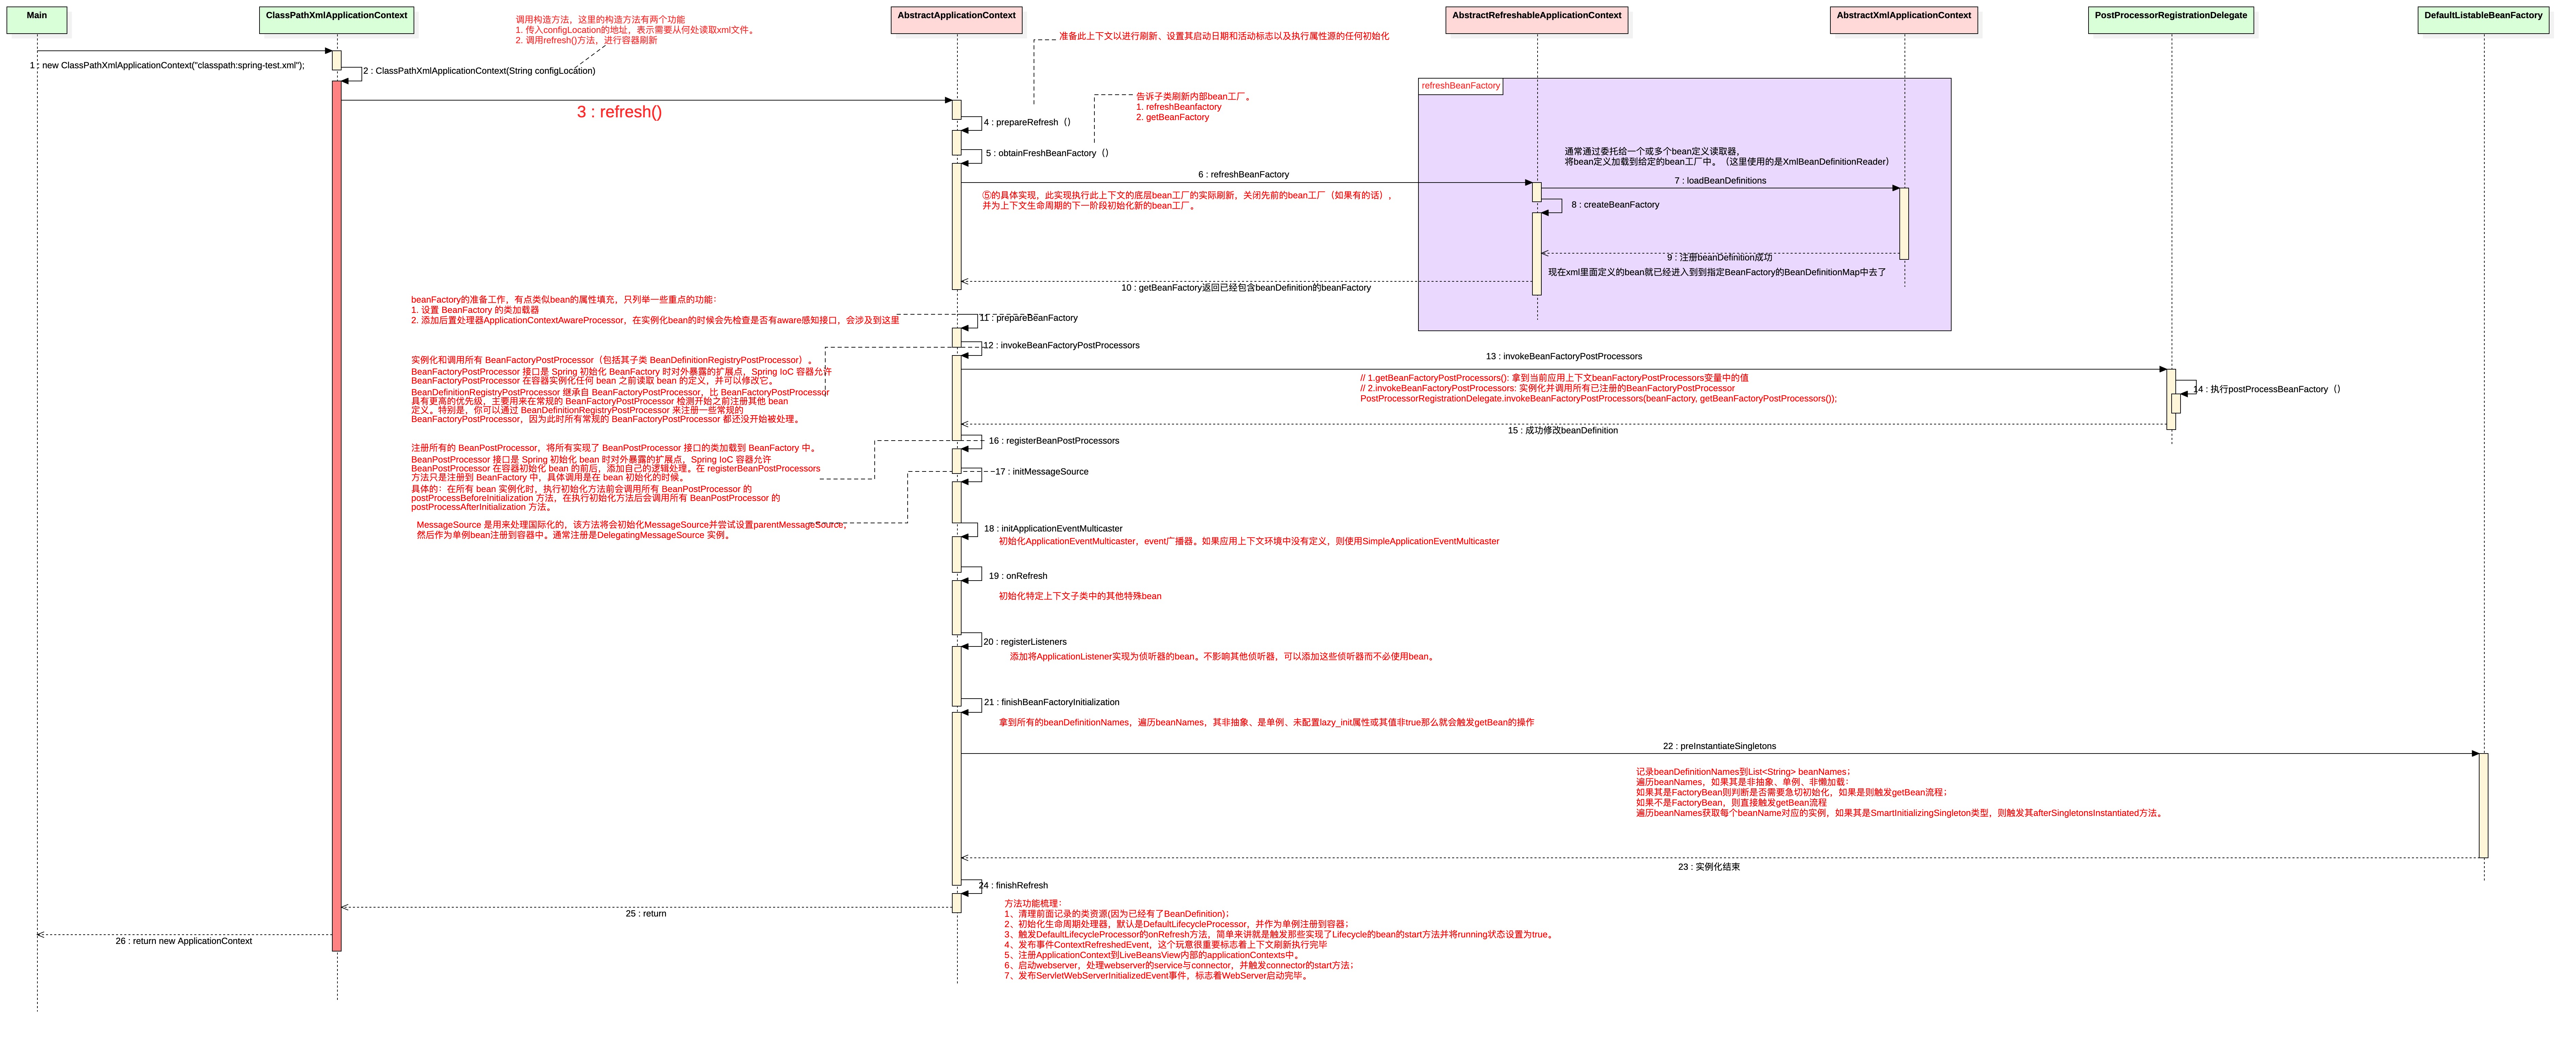 Main
ClassPathXmlApplicationContext
AbstractApplicationContext
AbstractRefreshableApplicationContext
AbstractXmlApplicationContext
PostProcessorRegistrationDelegate
DefaultListableBeanFactory
调用构造方法，这里的构造方法有两个功能
1. 传入configLocation的地址，表示需要从何处读取xml文件。
2. 调用refresh()方法，进行容器刷新
准备此上下文以进行刷新、设置其启动日期和活动标志以及执行属性源的任何初始化
1 : new ClassPathXmlApplicationContext("classpath:spring-test.xml");
2 : ClassPathXmlApplicationContext(String configLocation)
3 : refresh()
告诉子类刷新内部bean工厂。
1. refreshBeanfactory
2. getBeanFactory
refreshBeanFactory
4 : prepareRefresh（）
5 : obtainFreshBeanFactory（）
通常通过委托给一个或多个bean定义读取器，
将bean定义加载到给定的bean工厂中。（这里使用的是XmlBeanDefinitionReader）
6 : refreshBeanFactory
7 : loadBeanDefinitions
⑤的具体实现，此实现执行此上下文的底层bean工厂的实际刷新，关闭先前的bean工厂（如果有的话），
并为上下文生命周期的下一阶段初始化新的bean工厂。
8 : createBeanFactory
9 : 注册beanDefinition成功
现在xml里面定义的bean就已经进入到到指定BeanFactory的BeanDefinitionMap中去了
10 : getBeanFactory返回已经包含beanDefinition的beanFactory
beanFactory的准备工作，有点类似bean的属性填充，只列举一些重点的功能：
1. 设置 BeanFactory 的类加载器
2. 添加后置处理器ApplicationContextAwareProcessor，在实例化bean的时候会先检查是否有aware感知接口，会涉及到这里
11 : prepareBeanFactory
12 : invokeBeanFactoryPostProcessors
13 : invokeBeanFactoryPostProcessors
实例化和调用所有 BeanFactoryPostProcessor（包括其子类 BeanDefinitionRegistryPostProcessor）。
BeanFactoryPostProcessor 接口是 Spring 初始化 BeanFactory 时对外暴露的扩展点，Spring IoC 容器允许
BeanFactoryPostProcessor 在容器实例化任何 bean 之前读取 bean 的定义，并可以修改它。
BeanDefinitionRegistryPostProcessor 继承自 BeanFactoryPostProcessor，比 BeanFactoryPostProcessor
具有更高的优先级，主要用来在常规的 BeanFactoryPostProcessor 检测开始之前注册其他 bean
定义。特别是，你可以通过 BeanDefinitionRegistryPostProcessor 来注册一些常规的
BeanFactoryPostProcessor，因为此时所有常规的 BeanFactoryPostProcessor 都还没开始被处理。
// 1.getBeanFactoryPostProcessors(): 拿到当前应用上下文beanFactoryPostProcessors变量中的值
// 2.invokeBeanFactoryPostProcessors: 实例化并调用所有已注册的BeanFactoryPostProcessor
PostProcessorRegistrationDelegate.invokeBeanFactoryPostProcessors(beanFactory, getBeanFactoryPostProcessors());
14 : 执行postProcessBeanFactory（）
15 : 成功修改beanDefinition
16 : registerBeanPostProcessors
注册所有的 BeanPostProcessor，将所有实现了 BeanPostProcessor 接口的类加载到 BeanFactory 中。
BeanPostProcessor 接口是 Spring 初始化 bean 时对外暴露的扩展点，Spring IoC 容器允许
BeanPostProcessor 在容器初始化 bean 的前后，添加自己的逻辑处理。在 registerBeanPostProcessors
方法只是注册到 BeanFactory 中，具体调用是在 bean 初始化的时候。
具体的：在所有 bean 实例化时，执行初始化方法前会调用所有 BeanPostProcessor 的
postProcessBeforeInitialization 方法，在执行初始化方法后会调用所有 BeanPostProcessor 的
postProcessAfterInitialization 方法。
17 : initMessageSource
MessageSource 是用来处理国际化的，该方法将会初始化MessageSource并尝试设置parentMessageSource，
然后作为单例bean注册到容器中。通常注册是DelegatingMessageSource 实例。
18 : initApplicationEventMulticaster
初始化ApplicationEventMulticaster，event广播器。如果应用上下文环境中没有定义，则使用SimpleApplicationEventMulticaster
19 : onRefresh
初始化特定上下文子类中的其他特殊bean
20 : registerListeners
添加将ApplicationListener实现为侦听器的bean。不影响其他侦听器，可以添加这些侦听器而不必使用bean。
21 : finishBeanFactoryInitialization
拿到所有的beanDefinitionNames，遍历beanNames，其非抽象、是单例、未配置lazy_init属性或其值非true那么就会触发getBean的操作
22 : preInstantiateSingletons
记录beanDefinitionNames到List<String> beanNames；
遍历beanNames，如果其是非抽象、单例、非懒加载：
如果其是FactoryBean则判断是否需要急切初始化，如果是则触发getBean流程；
如果不是FactoryBean，则直接触发getBean流程
遍历beanNames获取每个beanName对应的实例，如果其是SmartInitializingSingleton类型，则触发其afterSingletonsInstantiated方法。
23 : 实例化结束
24 : finishRefresh
25 : return
26 : return new ApplicationContext
方法功能梳理：
1、清理前面记录的类资源(因为已经有了BeanDefinition)；
2、初始化生命周期处理器，默认是DefaultLifecycleProcessor，并作为单例注册到容器；
3、触发DefaultLifecycleProcessor的onRefresh方法，简单来讲就是触发那些实现了Lifecycle的bean的start方法并将running状态设置为true。
4、发布事件ContextRefreshedEvent，这个玩意很重要标志着上下文刷新执行完毕
5、注册ApplicationContext到LiveBeansView内部的applicationContexts中。
6、启动webserver，处理webserver的service与connector，并触发connector的start方法；
7、发布ServletWebServerInitializedEvent事件，标志着WebServer启动完毕。